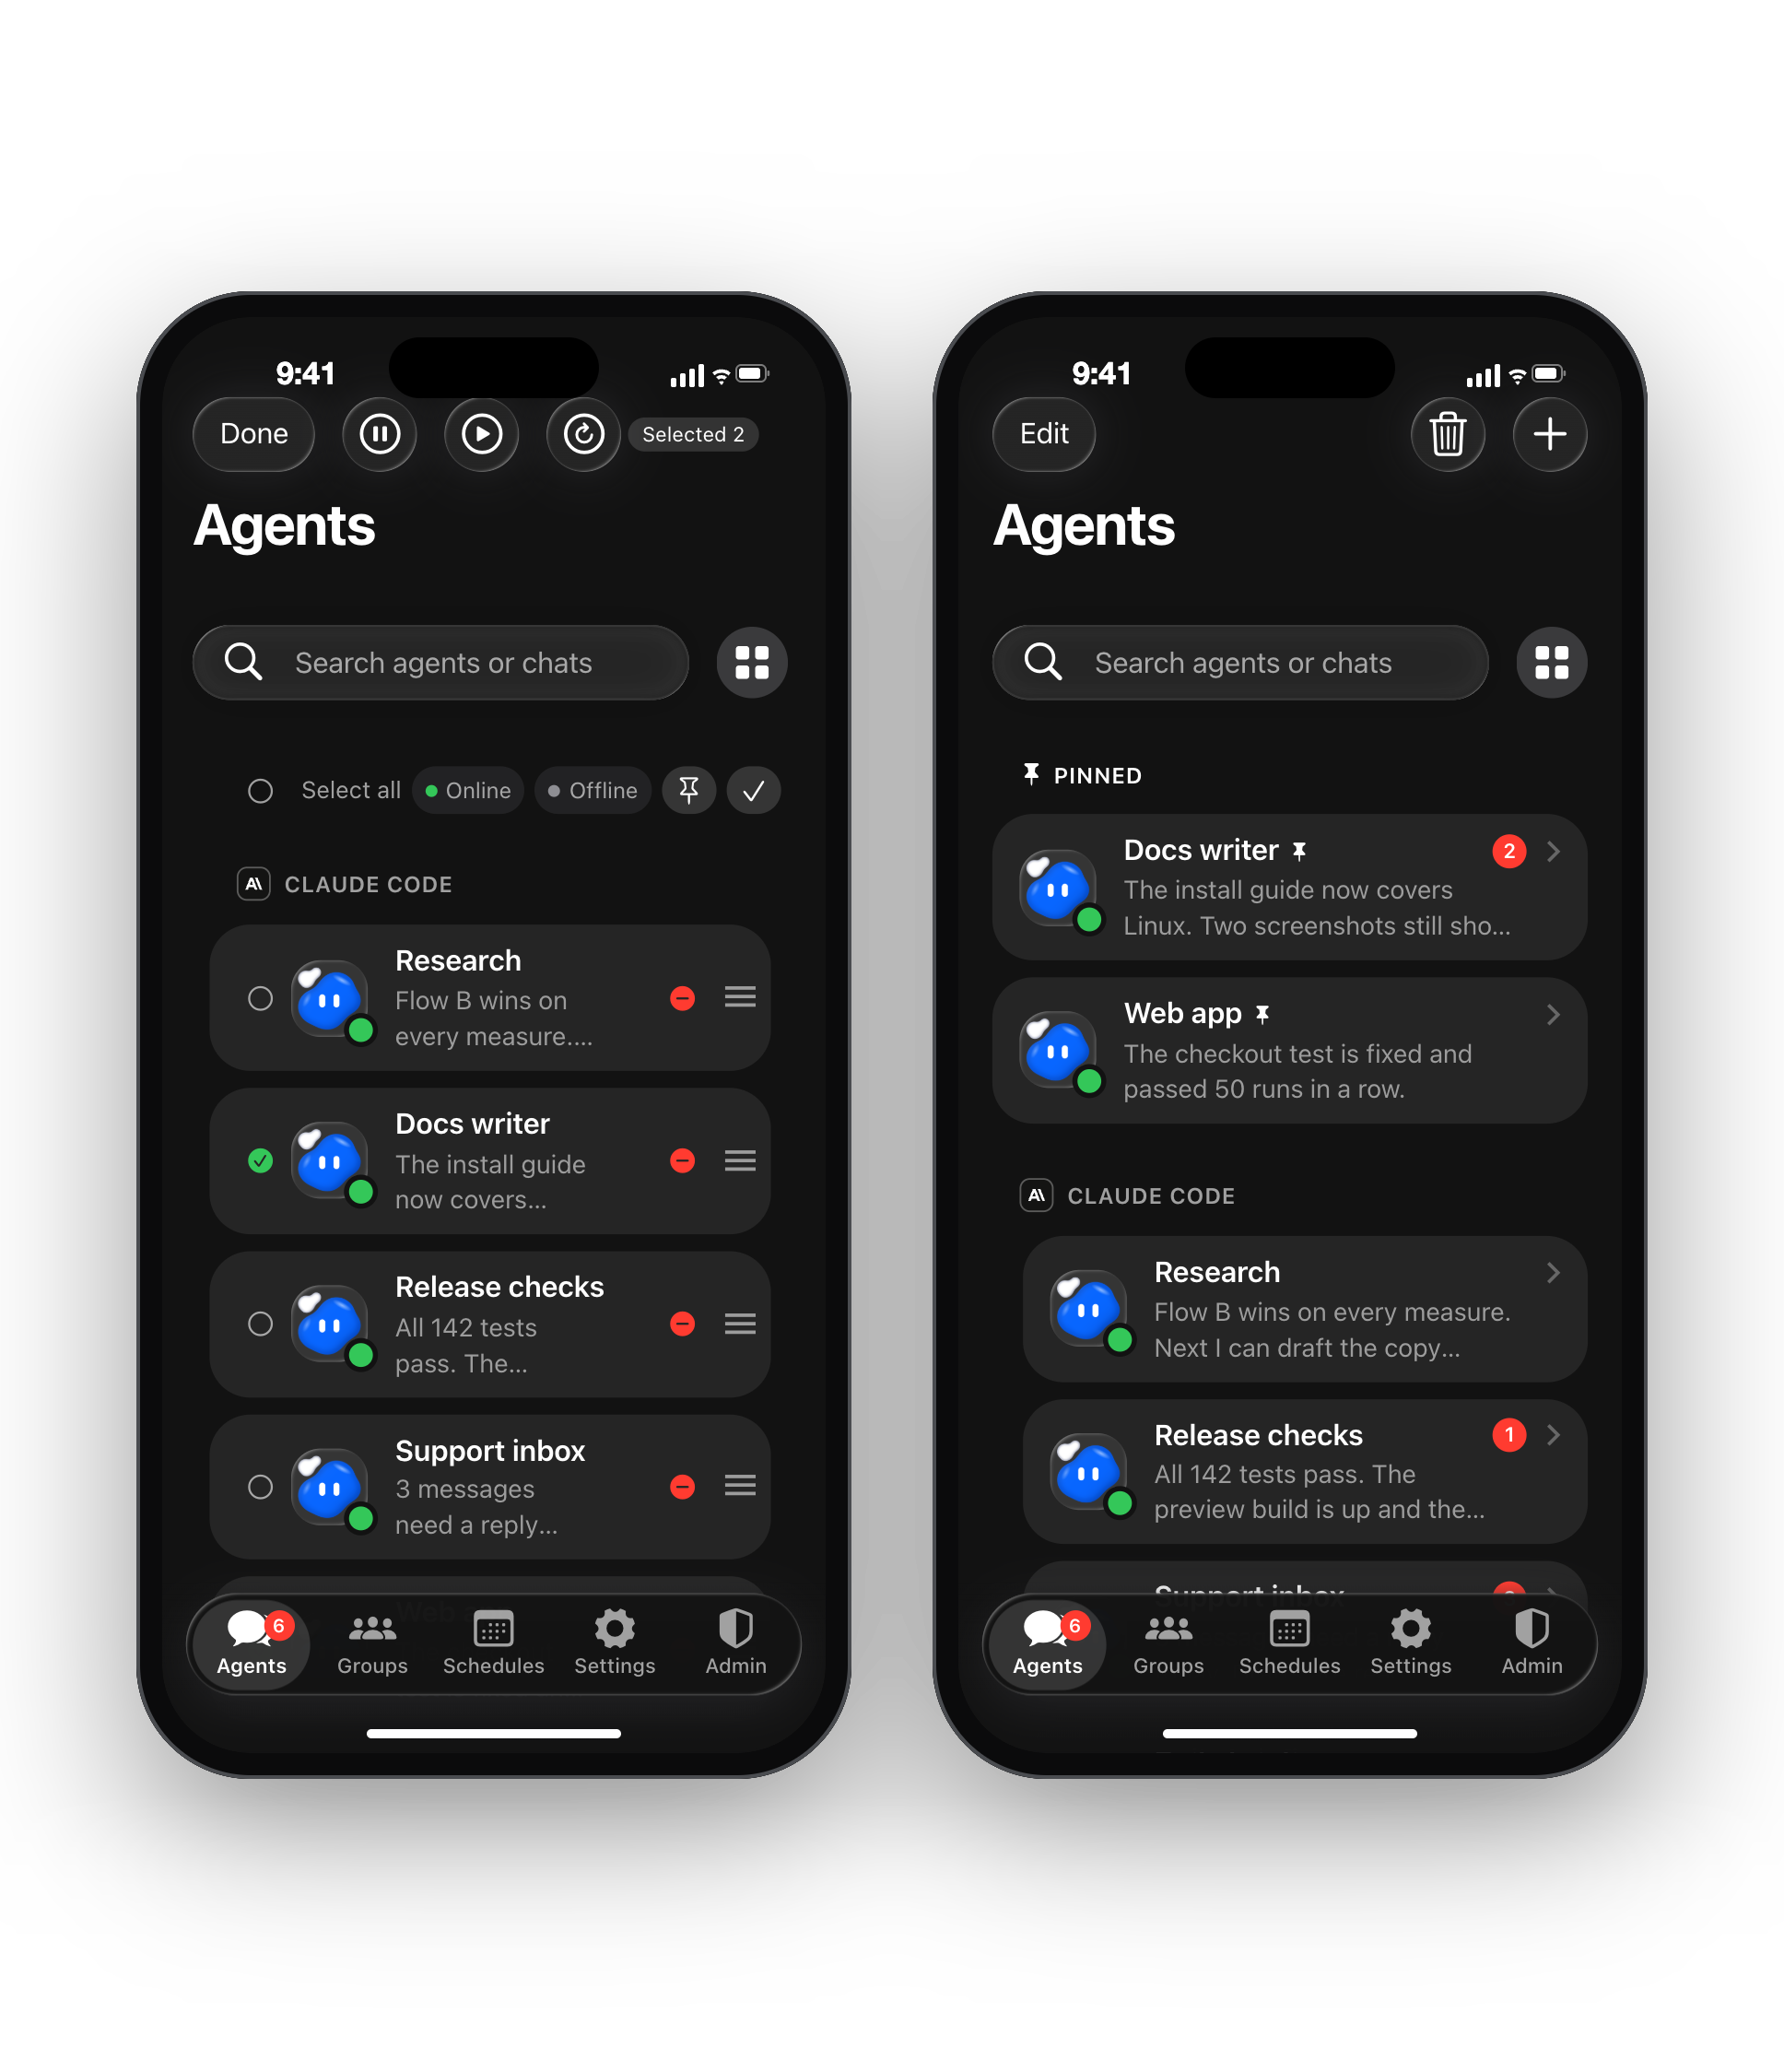 9:41
Done
Selected 2
Agents
Search agents or chats
Select all
Online
Offline
CLAUDE CODE
Research
Flow B wins on
every measure....
Docs writer
The install guide
now covers...
Release checks
All 142 tests
pass. The...
Support inbox
3 messages
need a reply...
Web
6
Agents
Groups
Schedules
Settings
Admin
9:41
Edit
Agents
Search agents or chats
PINNED
Docs writer
2
The install guide now covers
Linux. Two screenshots still sho...
Web app
The checkout test is fixed and
passed 50 runs in a row.
CLAUDE CODE
Research
Flow B wins on every measure.
Next I can draft the copy...
Release checks
1
All 142 tests pass. The
preview build is up and the...
Support inbox
6
Agents
Groups
Schedules
Settings
Admin